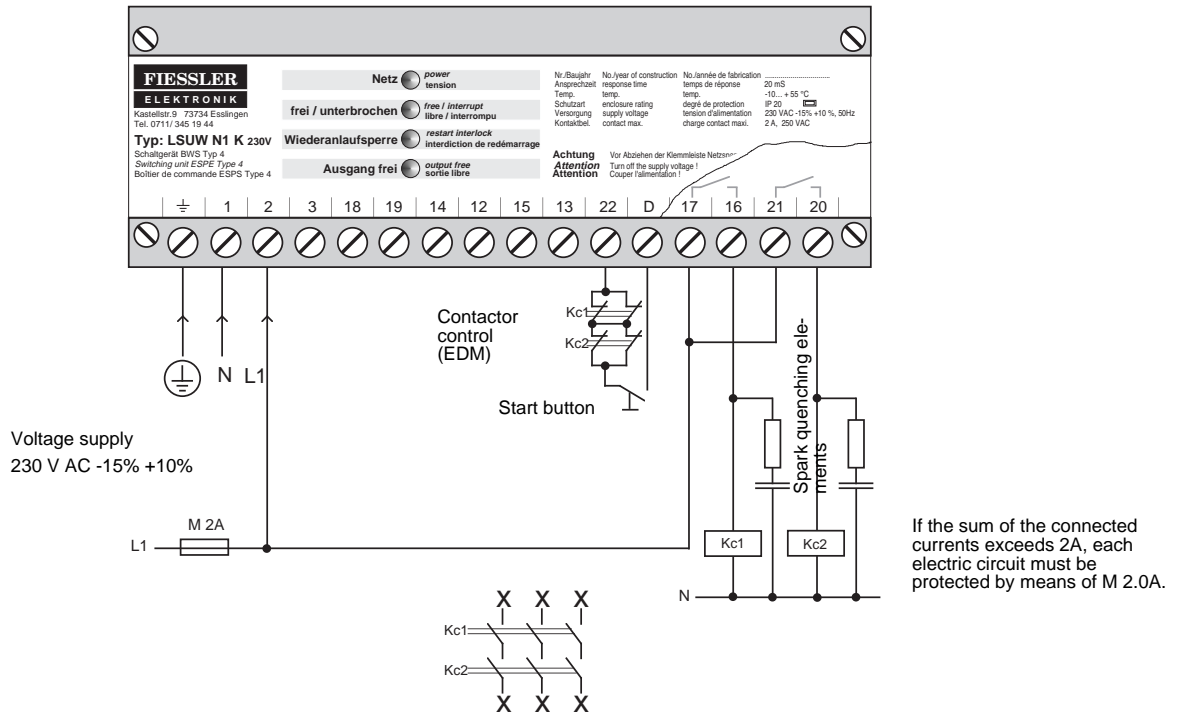 FIESSLER
ELEKTRONIK
Kastellstr.9 73734 Esslingen
Tel. 0711/ 345 19 44
Typ: LSUW N1 K 230V
Schaltgerät BWS Typ 4
Switching unit ESPE Type 4
Boîtier de commande ESPS Type 4
Netz power
tension
frei / unterbrochen free / interrupt
libre / interrompu
Wiederanlaufsperre restart interlock
interdiction de redémarrage
Ausgang frei output free
sortie libre
Nr./Baujahr No./year of construction No./année de fabrication ..............................
Ansprechzeit response time temps de réponse 20 mS
Temp. temp. temp. -10... + 55 °C
Schutzart enclosure rating degré de protection IP 20
Versorgung supply voltage tension d'alimentation 230 VAC -15% +10 %, 50Hz
Kontaktbel. contact max. charge contact maxi. 2 A, 250 VAC
Achtung Vor Abziehen der Klemmleiste
Attention Turn off the supply voltage !
Attention Couper l'alimentation !
1 2 3 18 19 14 12 15 13 22 D 17 16 21 20
Contactor
control
(EDM)
Kc1
Kc2
Start button
N L1
Voltage supply
230 V AC -15% +10%
M 2A
L1
Spark quenching ele-
ments
Kc1 Kc2
N
If the sum of the connected
currents exceeds 2A, each
electric circuit must be
protected by means of M 2.0A.
X X X
Kc1
Kc2
X X X